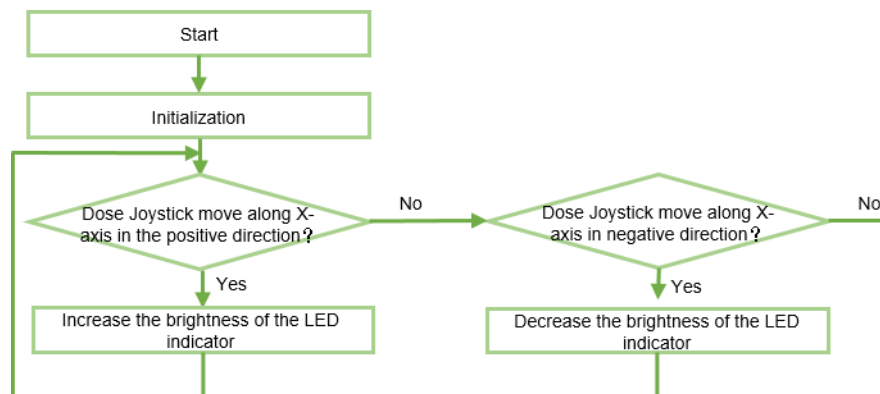 Start
Initialization
Dose Joystick move along X-
axis in the positive direction？
No
Dose Joystick move along X-
axis in negative direction？
No
Yes
Yes
Increase the brightness of the LED
indicator
Decrease the brightness of the LED
indicator